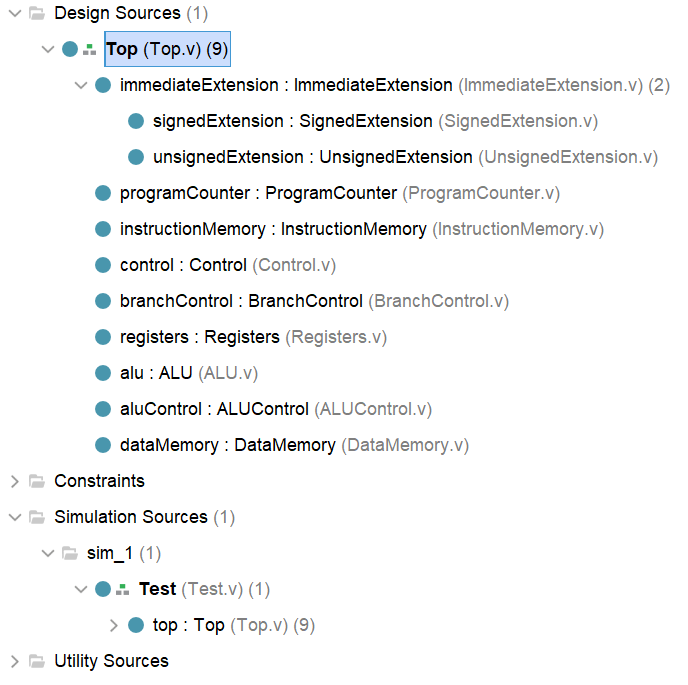 Design Sources (1)
Top (Top.v) (9)
immediateExtension : ImmediateExtension (ImmediateExtension.v) (2)
signedExtension : SignedExtension (SignedExtension.v)
unsignedExtension : UnsignedExtension (UnsignedExtension.v)
programCounter : ProgramCounter (ProgramCounter.v)
instructionMemory : InstructionMemory (InstructionMemory.v)
control : Control (Control.v)
branchControl : BranchControl (BranchControl.v)
registers : Registers (Registers.v)
alu : ALU (ALU.v)
aluControl : ALUControl (ALUControl.v)
dataMemory : DataMemory (DataMemory.v)
Constraints
Simulation Sources (1)
sim_1 (1)
Test (Test.v) (1)
top : Top (Top.v) (9)
Utility Sources